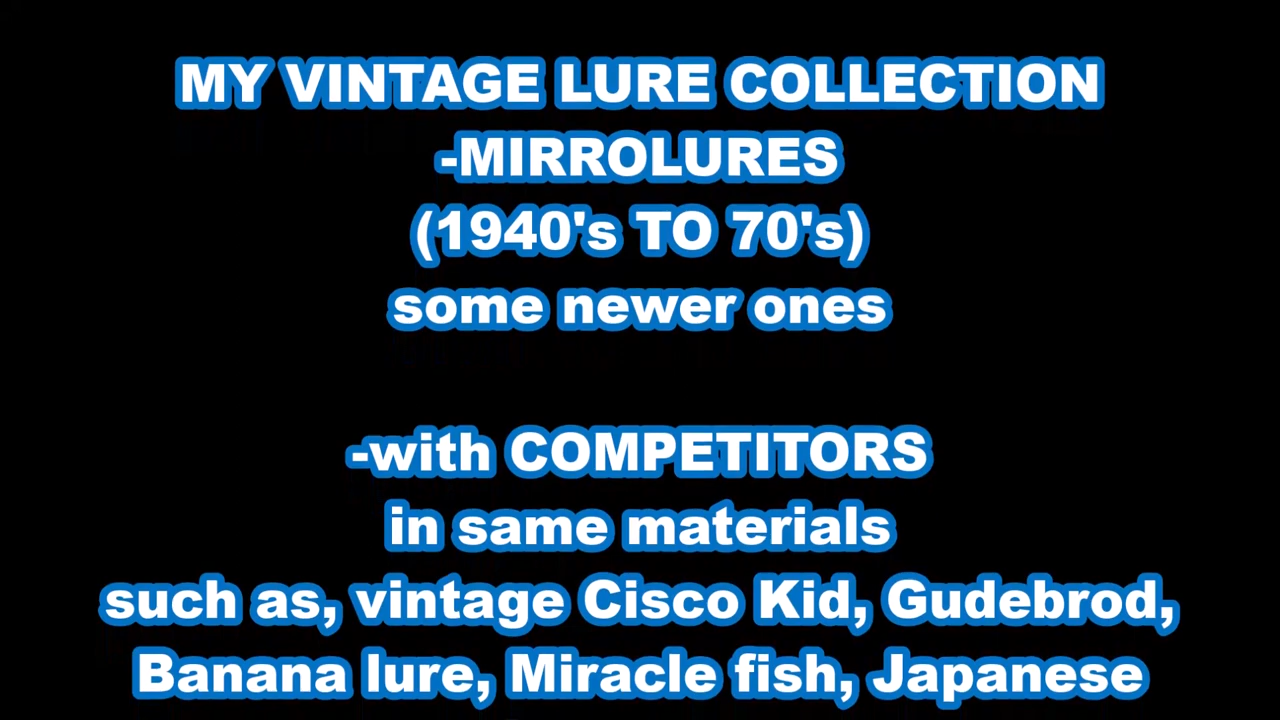 MY VINTAGE LURE COLLECTION
-MIRROLURES
(1940's TO 70's)
some newer ones
-with COMPETITORS
in same materials
such as, vintage Cisco Kid, Gudebrod,
Banana lure, Miracle fish, Japanese